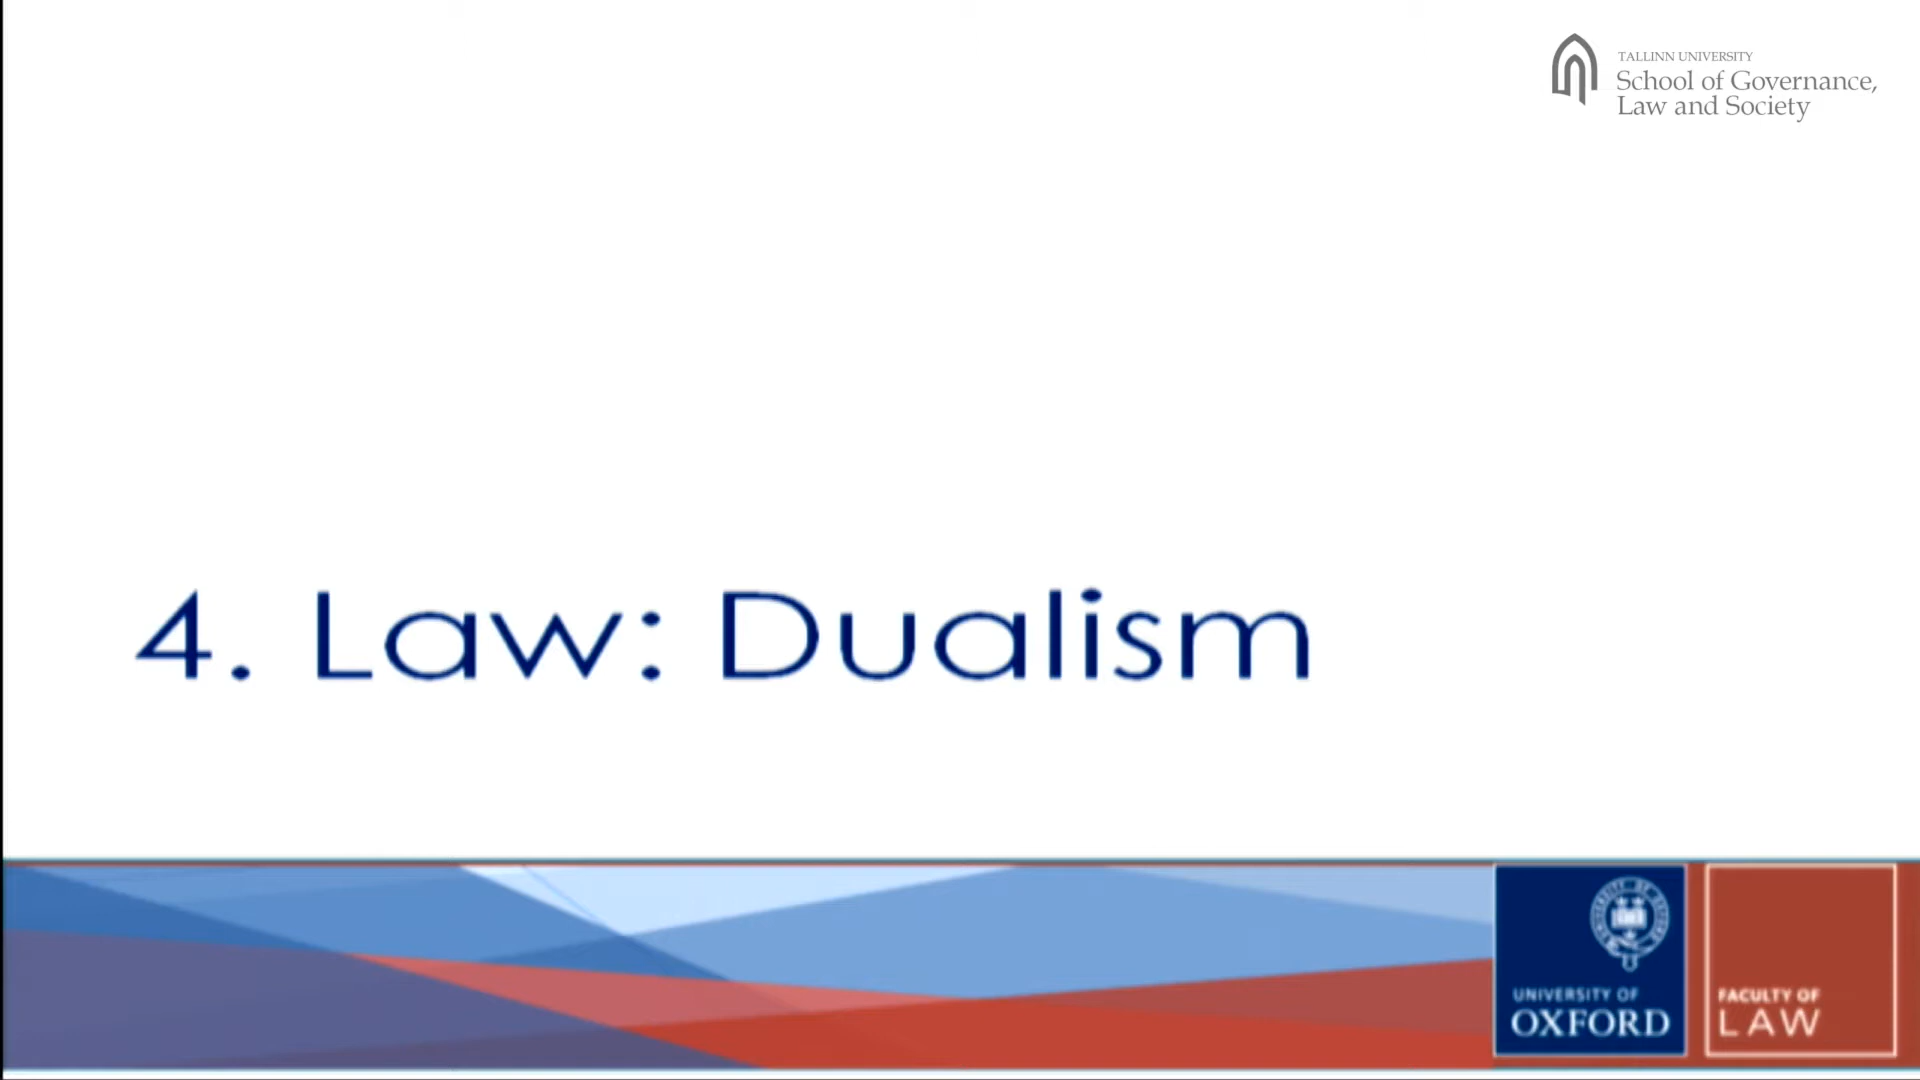 TALLINN UNIVERSITY
School of Governance,
Law and Society
4. Law: Dualism
UNIVERSITY OF
OXFORD
FACULTY OF
LAW